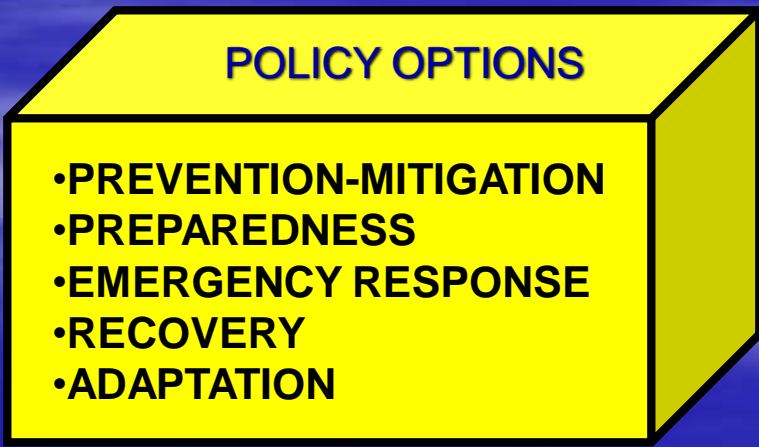 POLICY OPTIONS
•PREVENTION-MITIGATION
•PREPAREDNESS
•EMERGENCY RESPONSE
•RECOVERY
•ADAPTATION